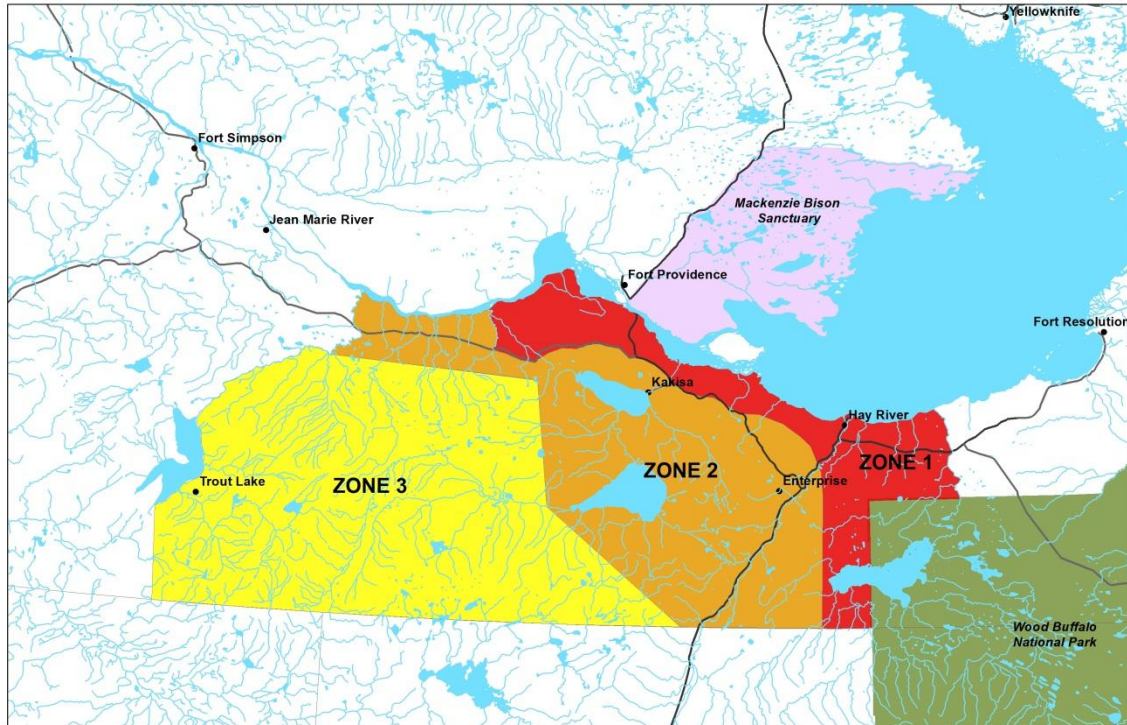 Yellowknife
Fort Simpson
Mackenzie Bison
Sanctuary
Jean Marie River
Fort Providence
Fort Resolution
Kakisa
Hay River
ZONE 1
ZONE 2
Enterprise
ZONE 3
Trout Lake
Wood Buffalo
National Park